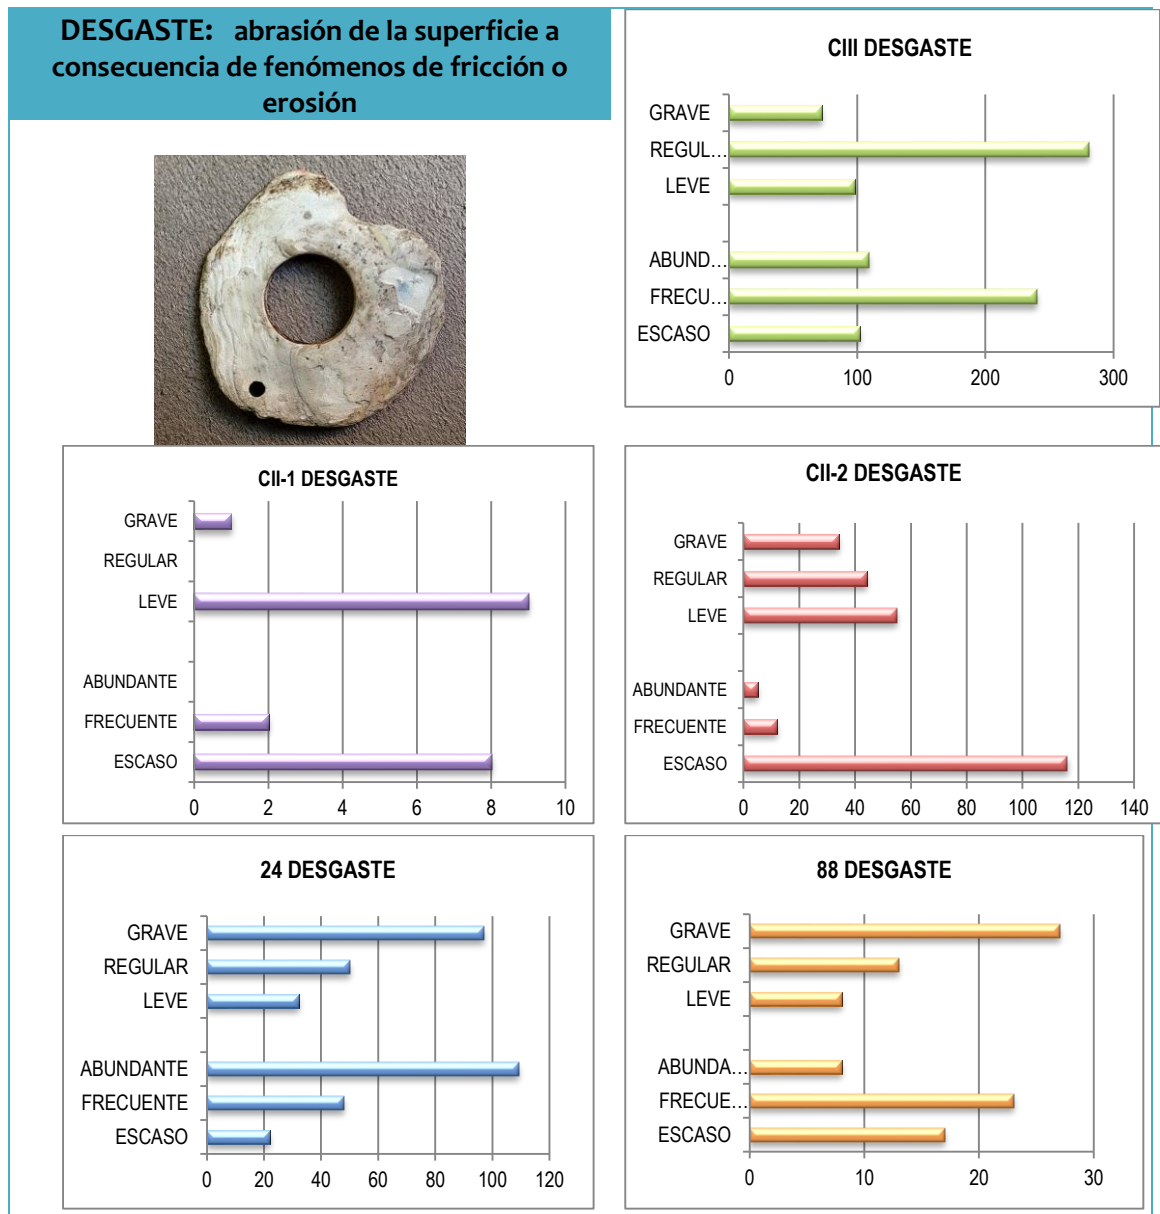 DESGASTE: abrasión de la superficie a
consecuencia de fenómenos de fricción o
erosión
CIII DESGASTE
GRAVE
REGUL...
LEVE
ABUND...
FRECU...
ESCASO
0 100 200 300
CII-1 DESGASTE
GRAVE
REGULAR
LEVE
ABUNDANTE
FRECUENTE
ESCASO
0 2 4 6 8 10
CII-2 DESGASTE
GRAVE
REGULAR
LEVE
ABUNDANTE
FRECUENTE
ESCASO
0 20 40 60 80 100 120 140
24 DESGASTE
GRAVE
REGULAR
LEVE
ABUNDANTE
FRECUENTE
ESCASO
0 20 40 60 80 100 120
88 DESGASTE
GRAVE
REGULAR
LEVE
ABUNDA...
FRECUE...
ESCASO
0 10 20 30